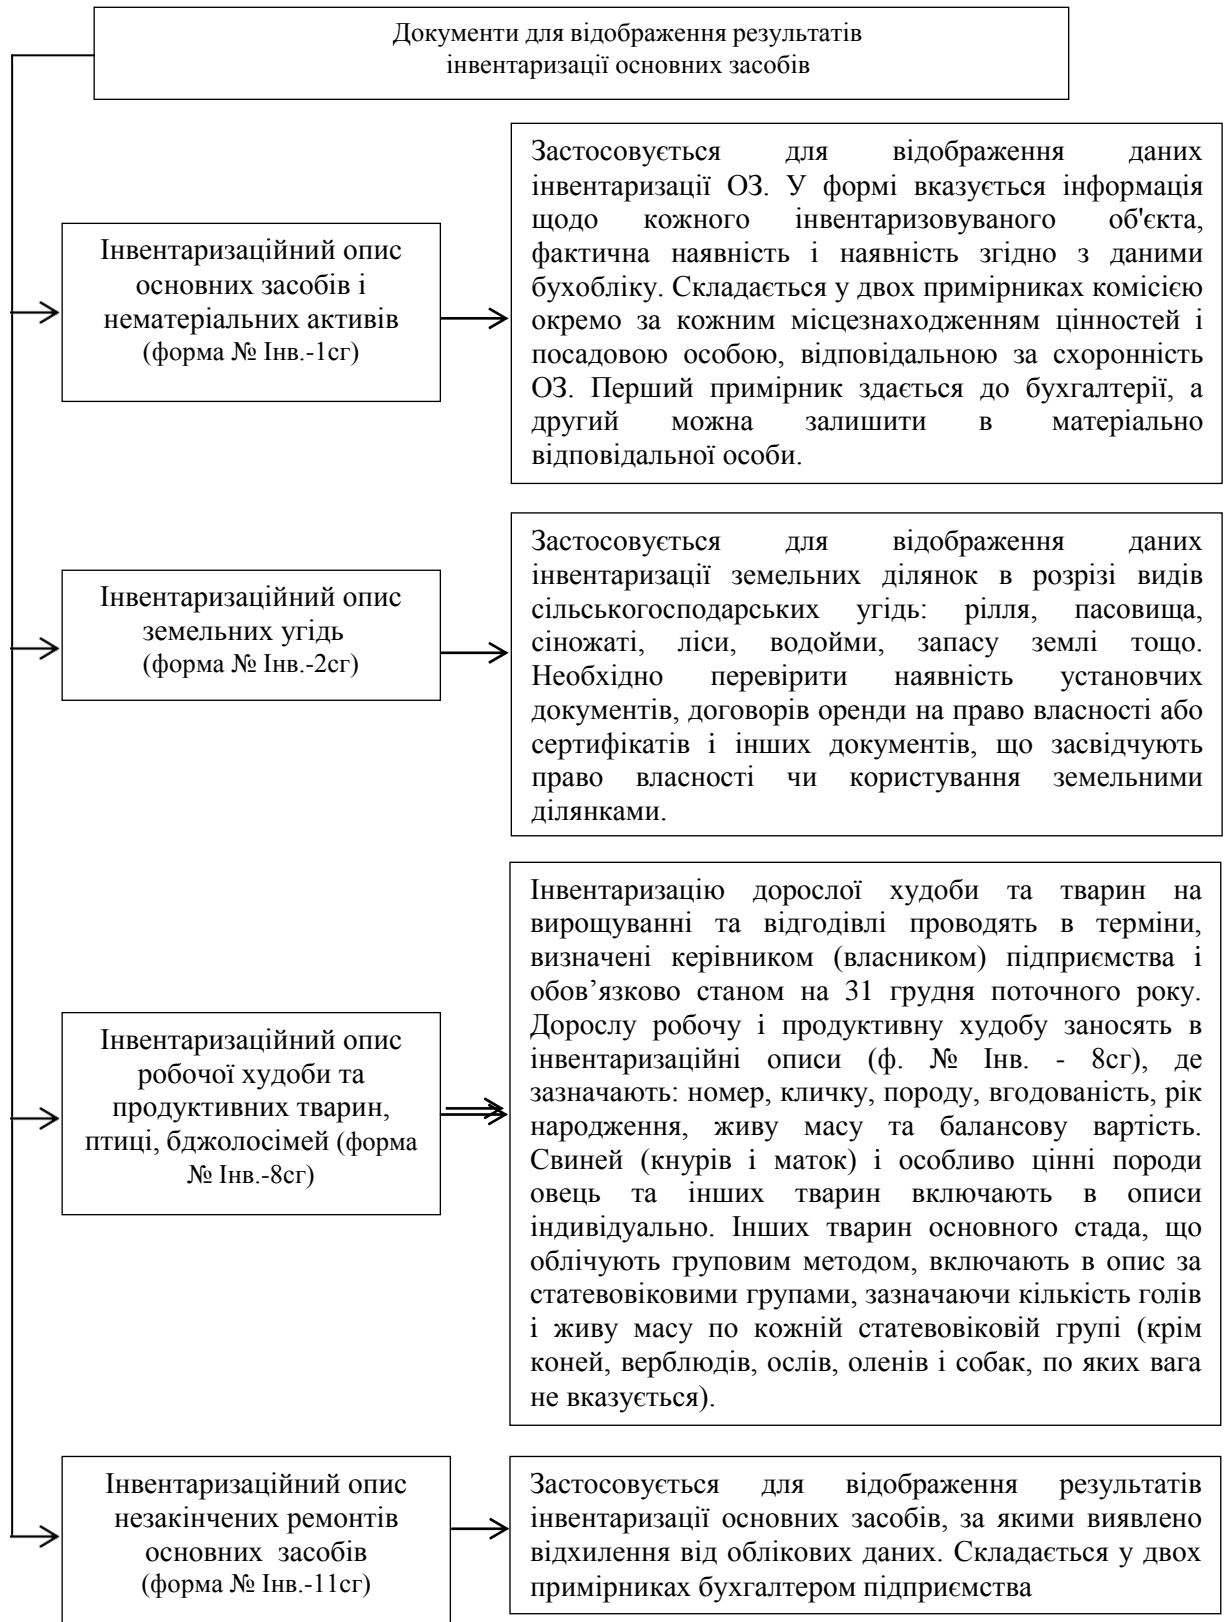 Документи для відображення результатів
інвентаризації основних засобів
Інвентаризаційний опис
основних засобів і
нематеріальних активів
(форма № Інв.-1сг)
Застосовується для відображення даних
інвентаризації ОЗ. У формі вказується інформація
щодо кожного інвентаризовуваного об'єкта,
фактична наявність і наявність згідно з даними
бухобліку. Складається у двох примірниках комісією
окремо за кожним місцезнаходженням цінностей і
посадовою особою, відповідальною за схоронність
ОЗ. Перший примірник здається до бухгалтерії, а
другий можна залишити в матеріально
відповідальної особи.
Інвентаризаційний опис
земельних угідь
(форма № Інв.-2сг)
Застосовується для відображення даних
інвентаризації земельних ділянок в розрізі видів
сільськогосподарських угідь: рілля, пасовища,
сіножаті, ліси, водойми, запасу землі тощо.
Необхідно перевірити наявність установчих
документів, договорів оренди на право власності або
сертифікатів і інших документів, що засвідчують
право власності чи користування земельними
ділянками.
Інвентаризаційний опис
робочої худоби та
продуктивних тварин,
птиці, бджолосімей (форма
№ Інв.-8сг)
Інвентаризацію дорослої худоби та тварин на
вирощуванні та відгодівлі проводять в терміни,
визначені керівником (власником) підприємства і
обов’язково станом на 31 грудня поточного року.
Дорослу робочу і продуктивну худобу заносять в
інвентаризаційні описи (ф. № Інв. - 8сг), де
зазначають: номер, кличку, породу, вгодованість, рік
народження, живу масу та балансову вартість.
Свиней (кнурів і маток) і особливо цінні породи
овець та інших тварин включають в описи
індивідуально. Інших тварин основного стада, що
облічують груповим методом, включають в опис за
статевовіковими групами, зазначаючи кількість голів
і живу масу по кожній статевовіковій групі (крім
коней, верблюдів, ослів, оленів і собак, по яких вага
не вказується).
Інвентаризаційний опис
незакінчених ремонтів
основних засобів
(форма № Інв.-11сг)
Застосовується для відображення результатів
інвентаризації основних засобів, за якими виявлено
відхилення від облікових даних. Складається у двох
примірниках бухгалтером підприємства